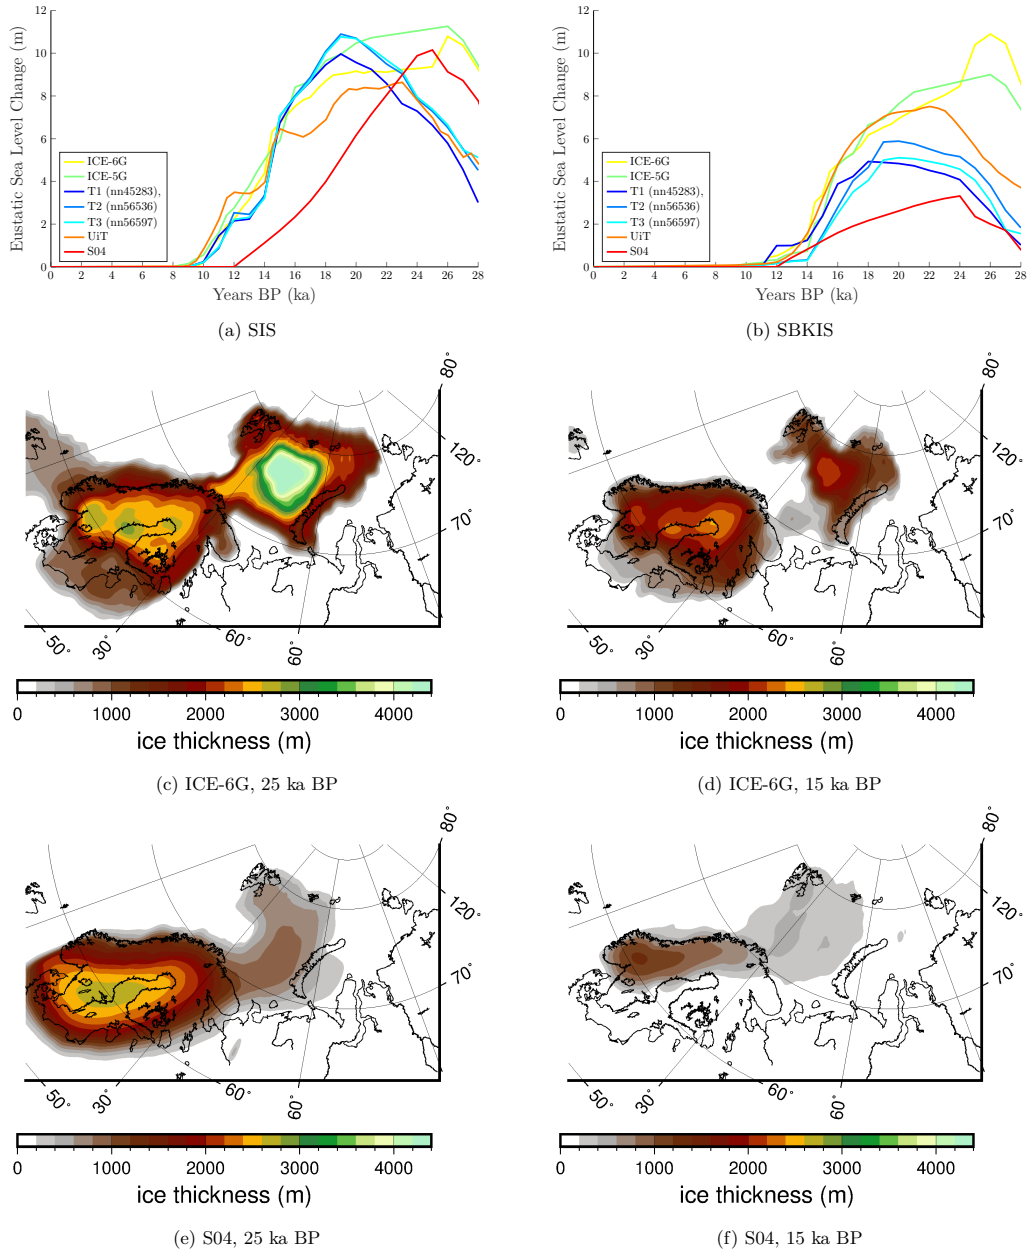 Eustatic Sea Level Change (m)
12
10
8
6
4
2
0
ICE-6G
ICE-5G
T1 (nn45283),
T2 (nn56536)
T3 (nn56597)
UiT
S04
0 2 4 6 8 10 12 14 16 18 20 22 24 26 28
Years BP (ka)
(a) SIS
Eustatic Sea Level Change (m)
12
10
8
6
4
2
0
ICE-6G
ICE-5G
T1 (nn45283),
T2 (nn56536)
T3 (nn56597)
UiT
S04
0 2 4 6 8 10 12 14 16 18 20 22 24 26 28
Years BP (ka)
(b) SBKIS
80°
120°
70°
50° 30° 60° 60°
0 1000 2000 3000 4000
ice thickness (m)
(c) ICE-6G, 25 ka BP
80°
120°
70°
50° 30° 60° 60°
0 1000 2000 3000 4000
ice thickness (m)
(d) ICE-6G, 15 ka BP
80°
120°
70°
50° 30° 60° 60°
0 1000 2000 3000 4000
ice thickness (m)
(e) S04, 25 ka BP
80°
120°
70°
50° 30° 60° 60°
0 1000 2000 3000 4000
ice thickness (m)
(f) S04, 15 ka BP